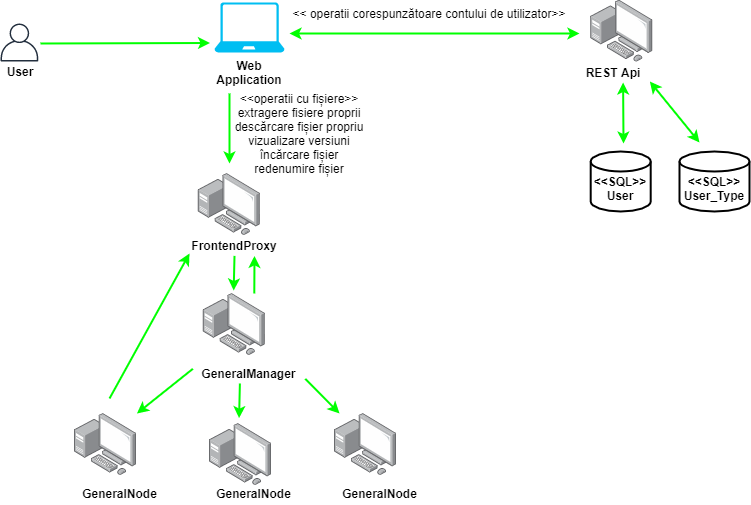 << operatii corespunzătoare contului de utilizator>>
User
Web
Application
REST Api
<<operatii cu fișiere>>
extragere fisiere proprii
descărcare fișier propriu
vizualizare versiuni
încărcare fișier
redenumire fișier
<<SQL>>
User
<<SQL>>
User_Type
FrontendProxy
GeneralManager
GeneralNode
GeneralNode
GeneralNode